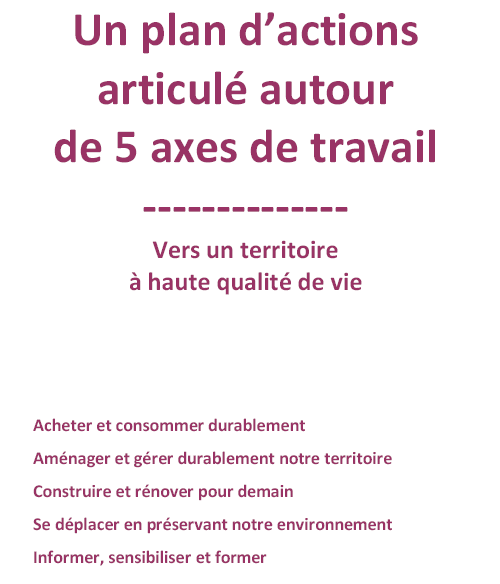 Un plan d’actions
articulé autour
de 5 axes de travail
--------------
Vers un territoire
à haute qualité de vie
Acheter et consommer durablement
Aménager et gérer durablement notre territoire
Construire et rénover pour demain
Se déplacer en préservant notre environnement
Informer, sensibiliser et former